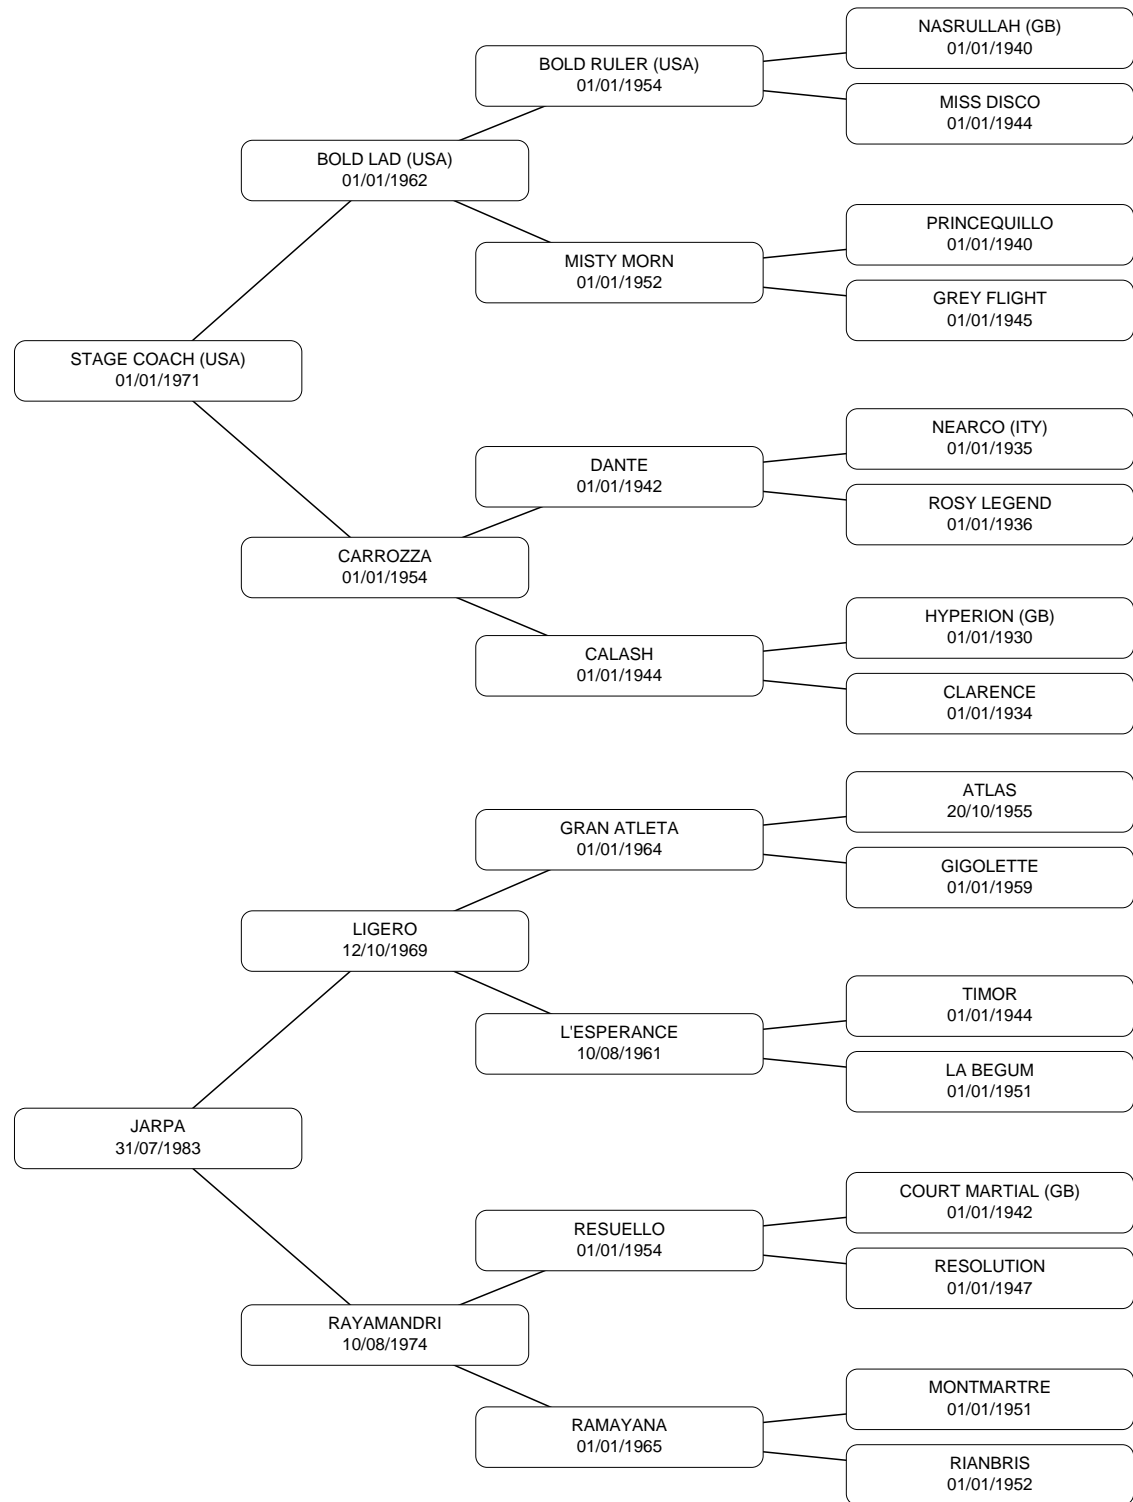 NASRULLAH (GB)
01/01/1940
BOLD RULER (USA)
01/01/1954
MISS DISCO
01/01/1944
BOLD LAD (USA)
01/01/1962
PRINCEQUILLO
01/01/1940
MISTY MORN
01/01/1952
GREY FLIGHT
01/01/1945
STAGE COACH (USA)
01/01/1971
NEARCO (ITY)
01/01/1935
DANTE
01/01/1942
ROSY LEGEND
01/01/1936
CARROZZA
01/01/1954
HYPERION (GB)
01/01/1930
CALASH
01/01/1944
CLARENCE
01/01/1934
ATLAS
20/10/1955
GRAN ATLETA
01/01/1964
GIGOLETTE
01/01/1959
LIGERO
12/10/1969
TIMOR
01/01/1944
L'ESPERANCE
10/08/1961
LA BEGUM
01/01/1951
JARPA
31/07/1983
COURT MARTIAL (GB)
01/01/1942
RESUELLO
01/01/1954
RESOLUTION
01/01/1947
RAYAMANDRI
10/08/1974
MONTMARTRE
01/01/1951
RAMAYANA
01/01/1965
RIANBRIS
01/01/1952